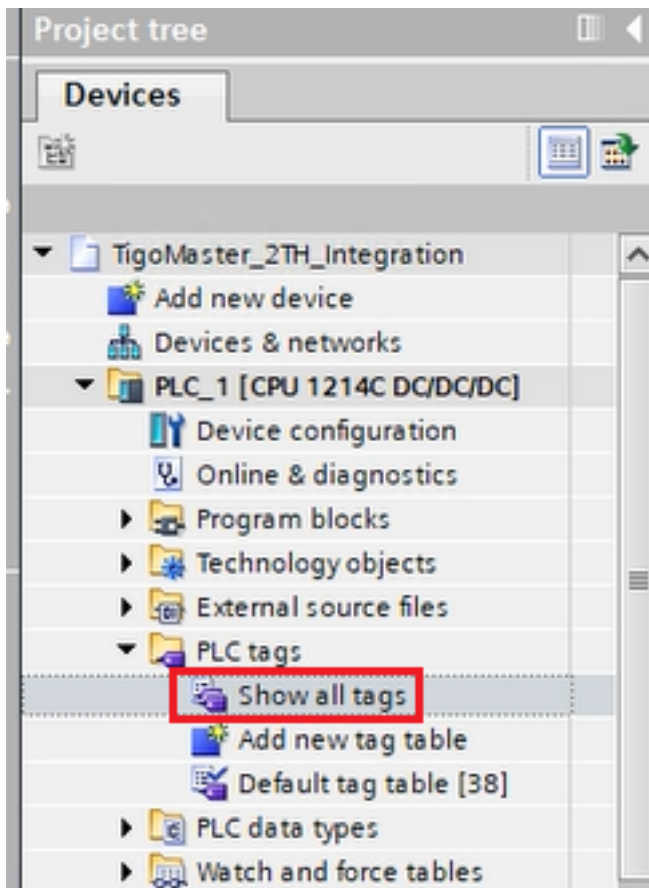 Project tree
Devices
TigoMaster_2TH_Integration
Add new device
Devices & networks
PLC_1 [CPU 1214C DC/DC/DC]
Device configuration
Online & diagnostics
Program blocks
Technology objects
External source files
PLC tags
Show all tags
Add new tag table
Default tag table [38]
PLC data types
Watch and force tables